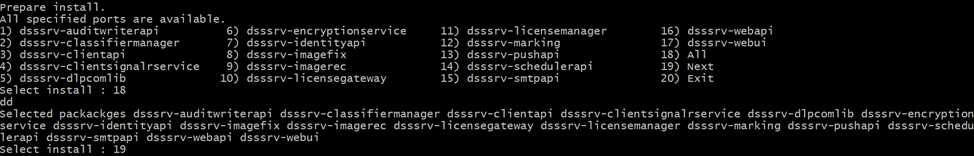 Prepare install.
All specified ports are available.
1) dsssrv-auditwriterapi 6) dsssrv-encryptionservice 11) dsssrv-licensemanager 16) dsssrv-webapi
2) dsssrv-classifiermanager 7) dsssrv-identityapi 12) dsssrv-marking 17) dsssrv-webui
3) dsssrv-clientapi 8) dsssrv-imagefix 13) dsssrv-pushapi 18) All
4) dsssrv-clientsignalrservice 9) dsssrv-imagerec 14) dsssrv-schedulerapi 19) Next
5) dsssrv-dlpcomlib 10) dsssrv-licensegateway 15) dsssrv-smtpapi 20) Exit
Select install : 18
dd
Selected packackges dsssrv-auditwriterapi dsssrv-classifiermanager dsssrv-clientapi dsssrv-clientsignalrservice dsssrv-dlpcomlib dsssrv-encryption
service dsssrv-identityapi dsssrv-imagefix dsssrv-imagerec dsssrv-licensegateway dsssrv-licensemanager dsssrv-marking dsssrv-pushapi dsssrv-schedu
lerapi dsssrv-smtpapi dsssrv-webapi dsssrv-webui
Select install : 19